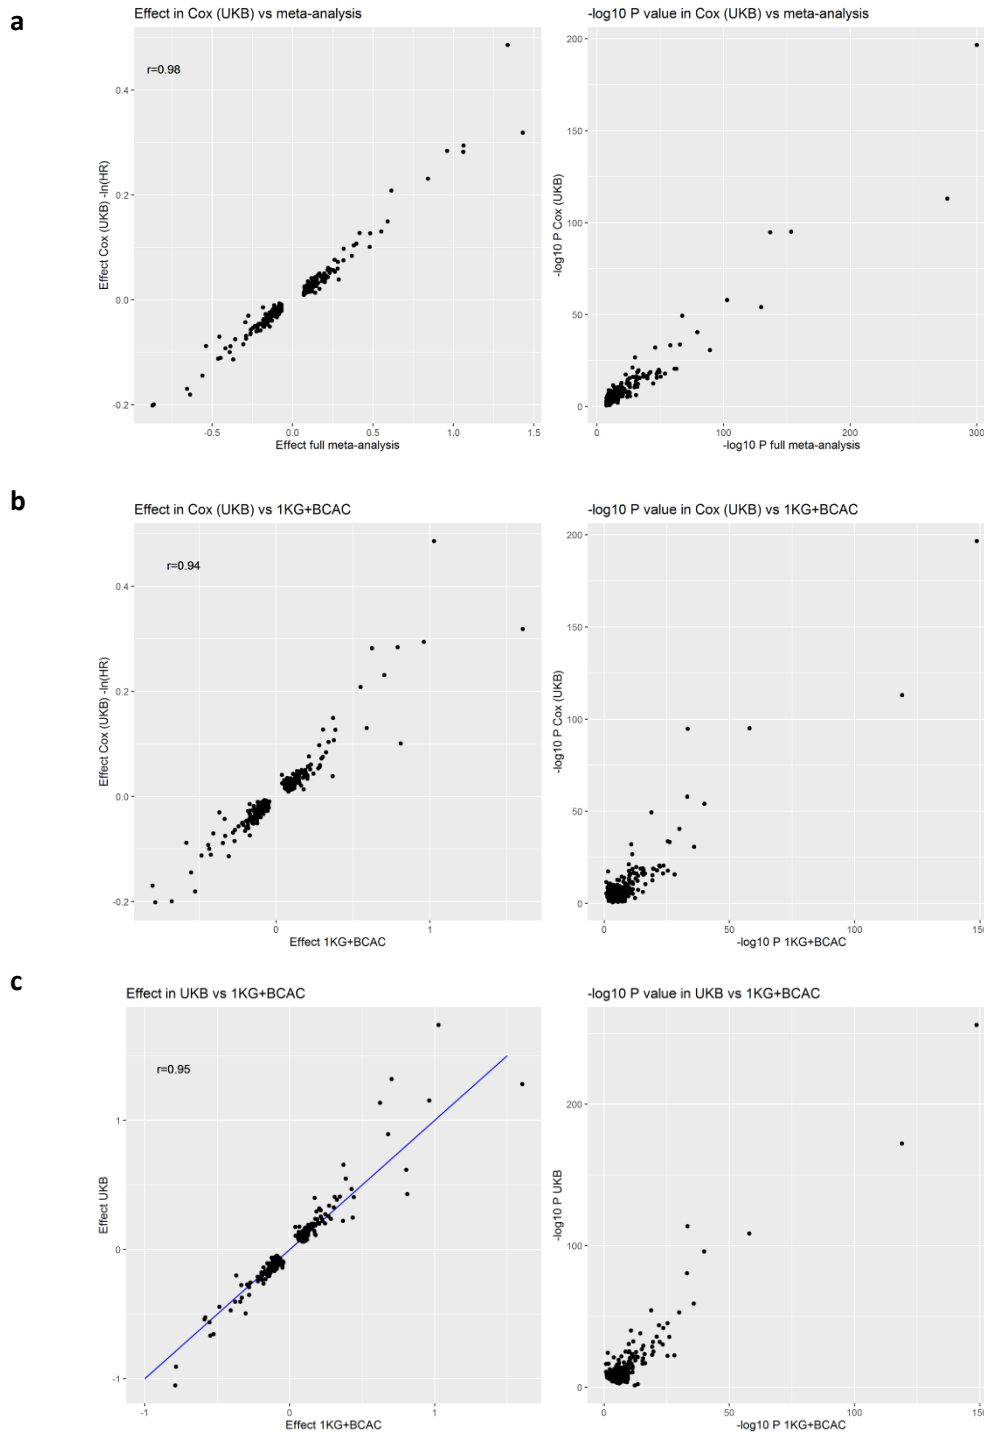 a
Effect in Cox (UKB) vs meta-analysis
r=0.98
0.4
0.2
0.0
-0.2
Effect Cox (UKB) -ln(HR)
-0.5
0.0
0.5
1.0
1.5
Effect full meta-analysis
-log10 P value in Cox (UKB) vs meta-analysis
200
150
100
50
0
-log10 P Cox (UKB)
0
100
200
300
-log10 P full meta-analysis
b
Effect in Cox (UKB) vs 1KG+BCAC
r=0.94
0.4
0.2
0.0
-0.2
Effect Cox (UKB) -ln(HR)
0
1
Effect 1KG+BCAC
-log10 P value in Cox (UKB) vs 1KG+BCAC
200
150
100
50
0
-log10 P Cox (UKB)
0
50
100
150
-log10 P 1KG+BCAC
c
Effect in UKB vs 1KG+BCAC
r=0.95
1
0
-1
Effect UKB
-1
0
1
Effect 1KG+BCAC
-log10 P value in UKB vs 1KG+BCAC
200
100
0
-log10 P UKB
0
50
100
150
-log10 P 1KG+BCAC